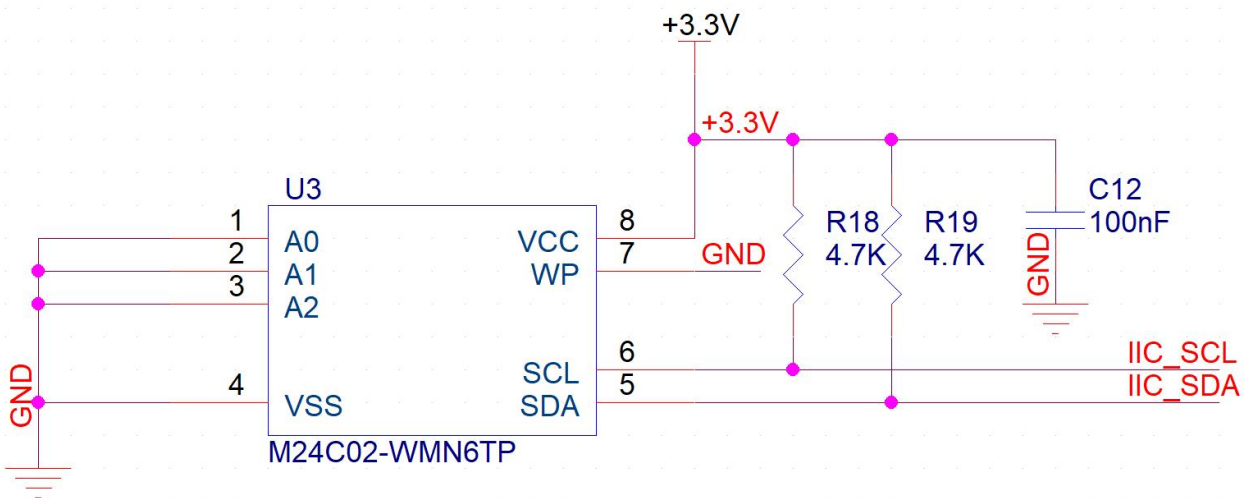 +3.3V
+3.3V
U3
C12
100nF
R18
4.7K
R19
4.7K
1
2
3
4
A0
A1
A2
VSS
VCC
WP
SCL
SDA
8
7
6
5
GND
GND
GND
IIC_SCL
IIC_SDA
M24C02-WMN6TP